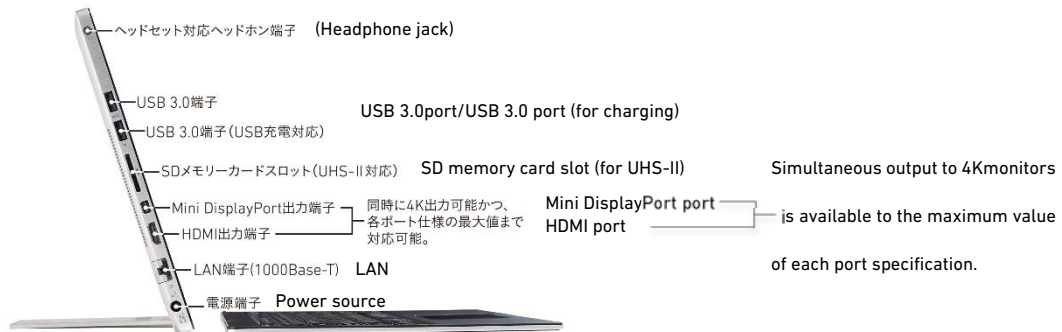 ヘッドセット対応ヘッドホン端子 (Headphone jack)
USB 3.0端子
USB 3.0port/USB 3.0 port (for charging)
USB 3.0端子(USB充電対応)
SDメモリーカードスロット(UHS-II対応) SD memory card slot (for UHS-II)
Mini DisplayPort出力端子
HDMI出力端子
同時に4K出力可能かつ、
各ポート仕様の最大値まで
対応可能。
Mini DisplayPort port
HDMI port
Simultaneous output to 4Kmonitors
is available to the maximum value
of each port specification.
LAN端子(1000Base-T) LAN
電源端子 Power source